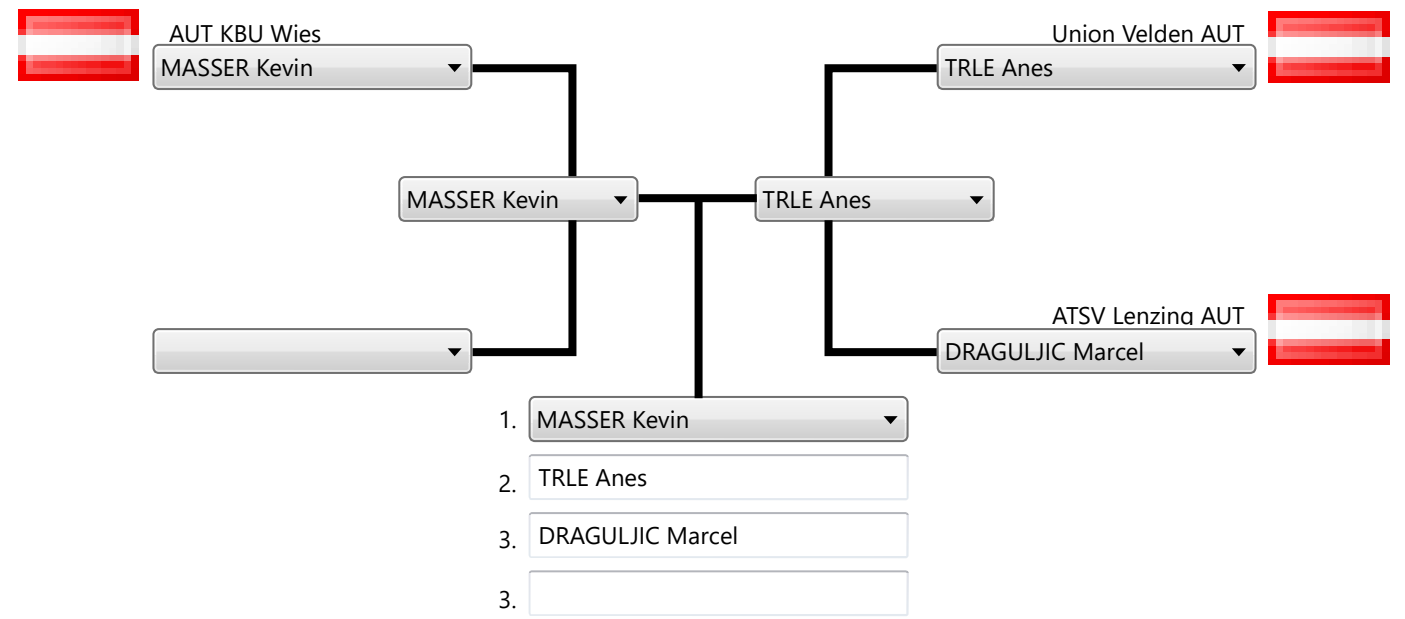 AUT KBU Wies
Union Velden AUT
MASSER Kevin
TRLE Anes
MASSER Kevin
TRLE Anes
ATSV Lenzing AUT
DRAGULJIC Marcel
1. MASSER Kevin
2. TRLE Anes
3. DRAGULJIC Marcel
3.